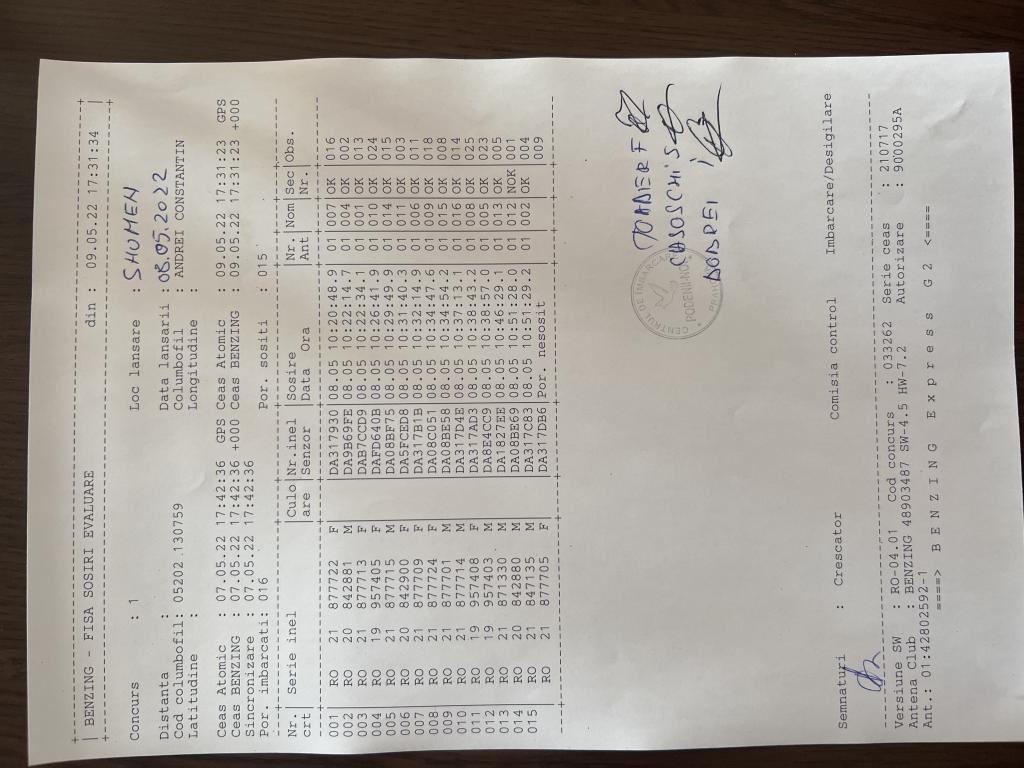 | BENZING - FISA SOSIRI EVALUARE din : 09.05.22 17:31:34 |
Concurs : 1 Loc lansare : SHUMEN
Distanta : Data lansarii : 08.05.2022
Cod columbofil: 05202.130759 Columbofil : ANDREI CONSTANTIN
Latitudine : Longitudine :
Ceas Atomic : 07.05.22 17:42:36 GPS Ceas Atomic : 09.05.22 17:31:23 GPS
Ceas BENZING : 07.05.22 17:42:36 +000 Ceas BENZING : 09.05.22 17:31:23 +000
Sincronizare : 07.05.22 17:42:36
Por. imbarcati: 016 Por. sositi : 015
Nr. | Serie inel |Culo|Nr.inel |Sosire |Nr. |Nom|Sec|Obs.
crt | |are |Senzor |Data Ora |Ant | |Nr.|
001 | RO 21 877722 F | |DA317930|08.05 10:20:48.9| 01|007|OK |016
002 | RO 20 842881 M | |DA9B69FE|08.05 10:22:14.7| 01|004|OK |002
003 | RO 21 877713 F | |DAB7CCD9|08.05 10:22:34.1| 01|001|OK |013
004 | RO 19 957405 F | |DAFD640B|08.05 10:26:41.9| 01|010|OK |024
005 | RO 21 877715 M | |DA08BF75|08.05 10:29:49.9| 01|014|OK |015
006 | RO 20 842900 F | |DA5FCED8|08.05 10:31:40.3| 01|011|OK |003
007 | RO 21 877709 F | |DA317B1B|08.05 10:32:14.9| 01|006|OK |011
008 | RO 21 877724 F | |DA08C051|08.05 10:34:47.6| 01|009|OK |018
009 | RO 21 877701 M | |DA08BE58|08.05 10:34:54.2| 01|015|OK |008
010 | RO 21 877714 M | |DA317D4E|08.05 10:37:13.1| 01|016|OK |014
011 | RO 19 957408 F | |DA317AD3|08.05 10:38:43.2| 01|008|OK |025
012 | RO 19 957403 M | |DA8E4CC9|08.05 10:38:57.0| 01|005|OK |023
013 | RO 21 871330 M | |DA1827EE|08.05 10:46:29.1| 01|013|OK |005
014 | RO 20 842880 M | |DA08BE69|08.05 10:51:28.0| 01|012|NOK|001
015 | RO 21 847135 M | |DA317C83|08.05 10:51:29.2| 01|002|OK |004
RO 21 877705 F | |DA317DB6|Por. nesosit |009
CENTRUL DE IMBARCARE
PODENIANCA
Semnaturi : Crescator Comisia control Imbarcare/Desigilare
Versiune SW : RO-04.01 Cod concurs : 033262 Serie ceas : 210717
Antena Club : BENZING 48903487 SW-4.5 HW-7.2 Autorizare : 9000295A
Ant.: 01:42802592-1
====> B E N Z I N G E x p r e s s G 2 <====